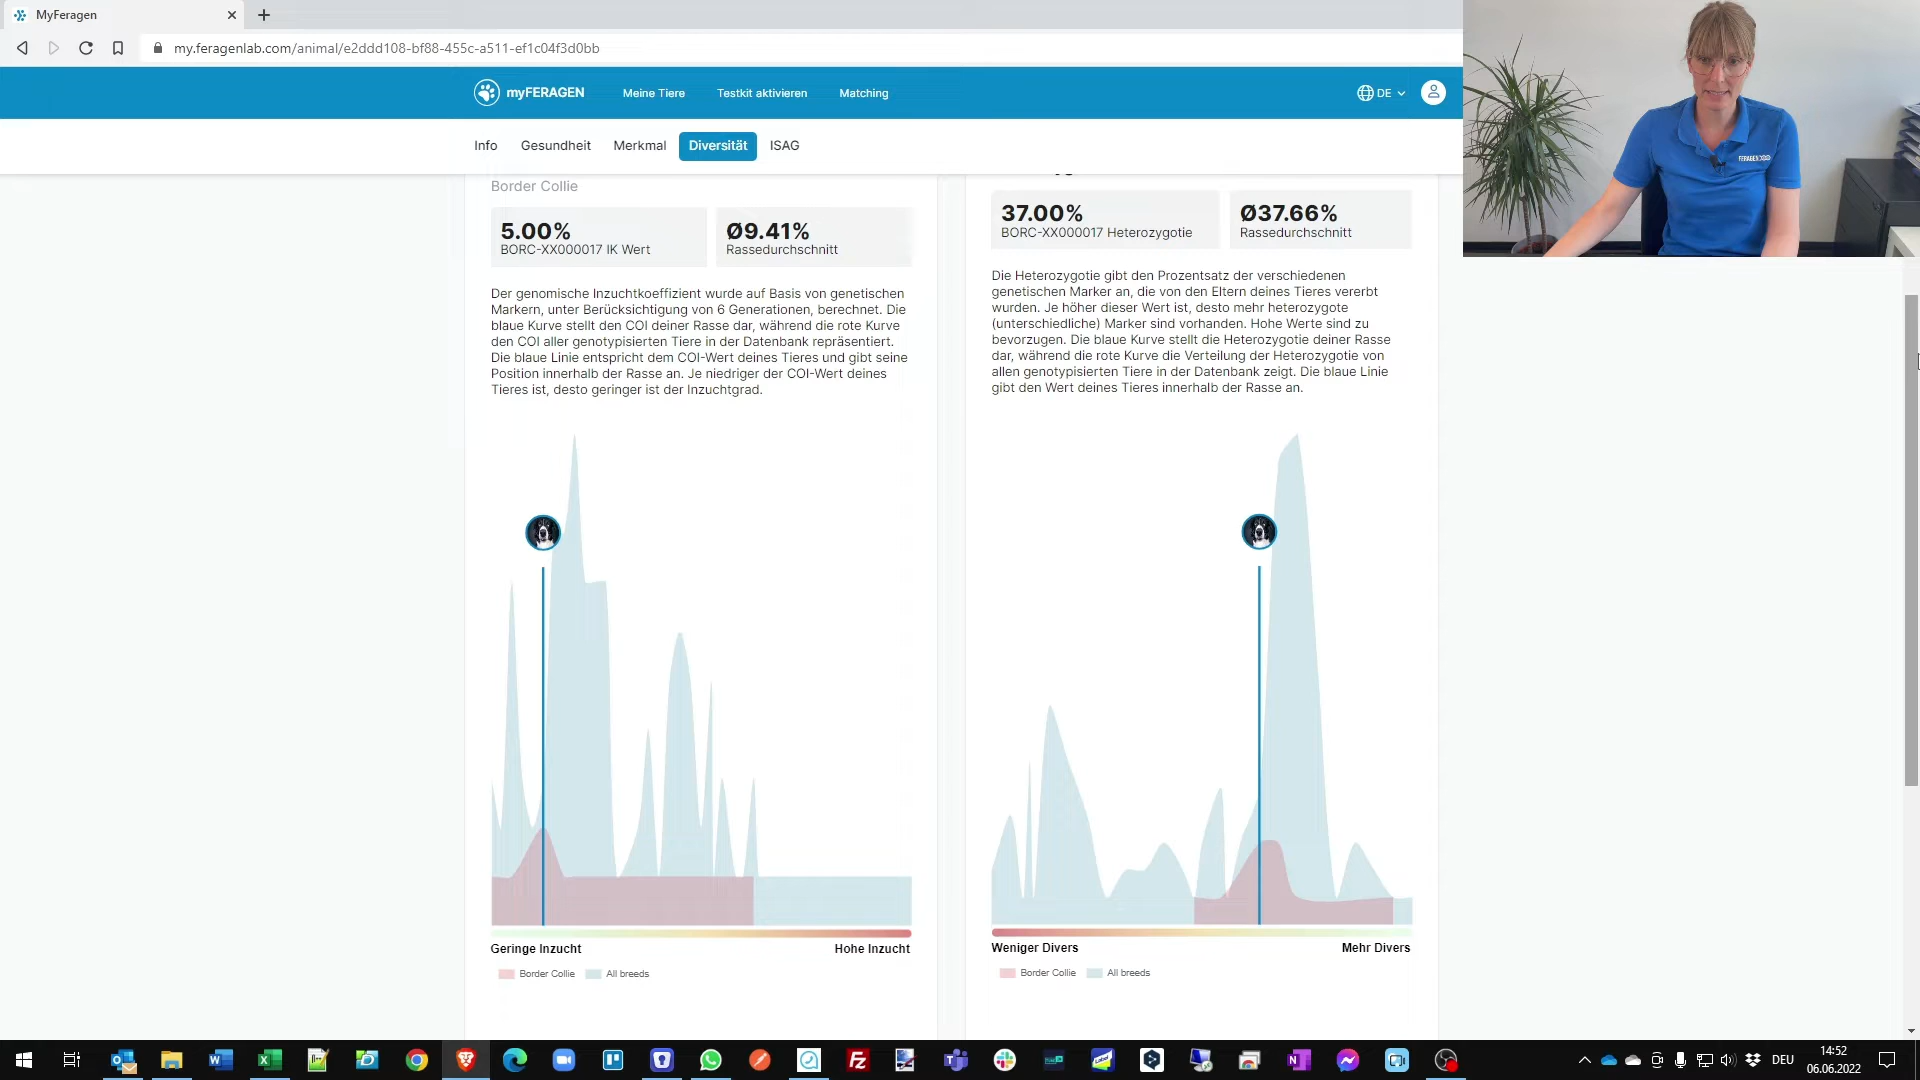 MyFeragen
my.feragenlab.com/animal/e2ddd108-bf88-455c-a511-ef1c04f3d0bb
myFERAGEN
Meine Tiere
Testkit aktivieren
Matching
DE
Info
Gesundheit
Merkmal
Diversität
ISAG
Border Collie
5.00%
BORC-XX000017 IK Wert
Ø9.41%
Rassedurchschnitt
Der genomische Inzuchtkoeffizient wurde auf Basis von genetischen
Markern, unter Berücksichtigung von 6 Generationen, berechnet. Die
blaue Kurve stellt den COI deiner Rasse dar, während die rote Kurve
den COI aller genotypisierten Tiere in der Datenbank repräsentiert.
Die blaue Linie entspricht dem COI-Wert deines Tieres und gibt seine
Position innerhalb der Rasse an. Je niedriger der COI-Wert deines
Tieres ist, desto geringer ist der Inzuchtgrad.
Geringe Inzucht
Hohe Inzucht
Border Collie
All breeds
37.00%
BORC-XX000017 Heterozygotie
Ø37.66%
Rassedurchschnitt
Die Heterozygotie gibt den Prozentsatz der verschiedenen
genetischen Marker an, die von den Eltern deines Tieres vererbt
wurden. Je höher dieser Wert ist, desto mehr heterozygote
(unterschiedliche) Marker sind vorhanden. Hohe Werte sind zu
bevorzugen. Die blaue Kurve stellt die Heterozygotie deiner Rasse
dar, während die rote Kurve die Verteilung der Heterozygotie von
allen genotypisierten Tiere in der Datenbank zeigt. Die blaue Linie
gibt den Wert deines Tieres innerhalb der Rasse an.
Weniger Divers
Mehr Divers
Border Collie
All breeds
FERAGEN
DEU
14:52
06.06.2022